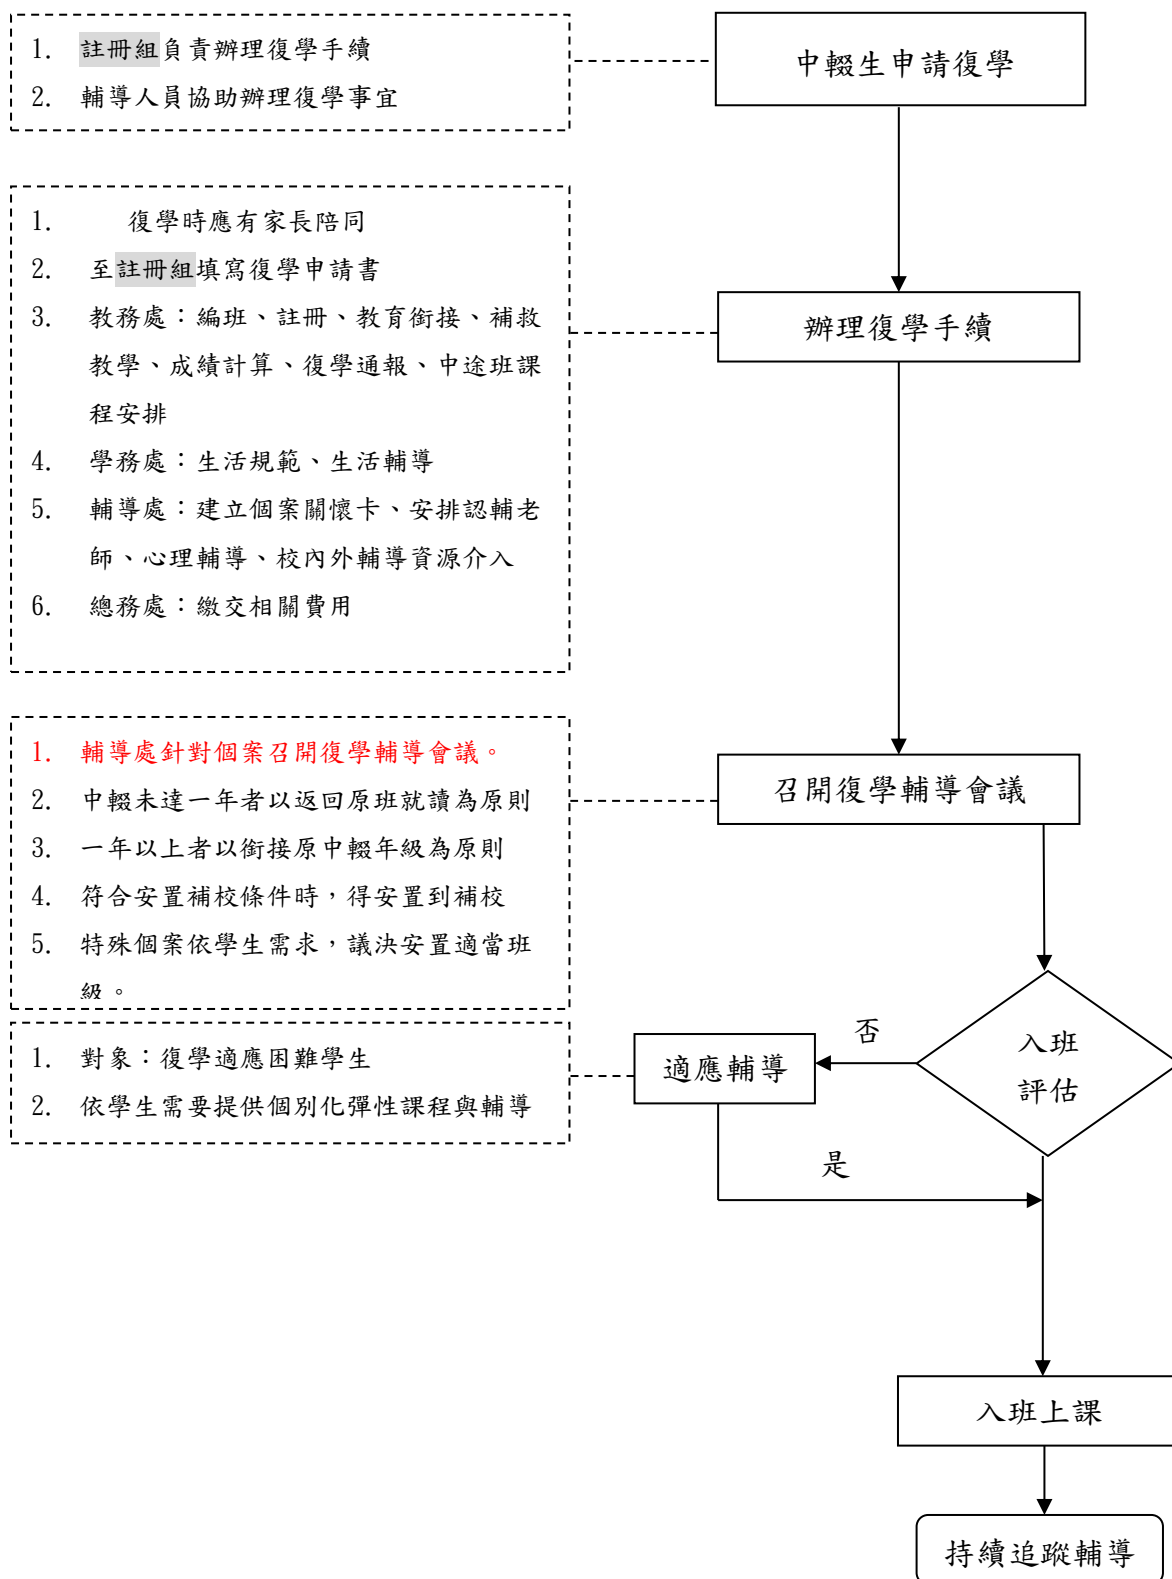 1. 註冊組負責辦理復學手續
2. 輔導人員協助辦理復學事宜
中輟生申請復學
1. 復學時應有家長陪同
2. 至註冊組填寫復學申請書
3. 教務處：編班、註冊、教育銜接、補救
教學、成績計算、復學通報、中途班課
程安排
4. 學務處：生活規範、生活輔導
5. 輔導處：建立個案關懷卡、安排認輔老
師、心理輔導、校內外輔導資源介入
6. 總務處：繳交相關費用
辦理復學手續
1. 輔導處針對個案召開復學輔導會議。
2. 中輟未達一年者以返回原班就讀為原則
3. 一年以上者以銜接原中輟年級為原則
4. 符合安置補校條件時，得安置到補校
5. 特殊個案依學生需求，議決安置適當班
級。
召開復學輔導會議
1. 對象：復學適應困難學生
2. 依學生需要提供個別化彈性課程與輔導
適應輔導
否
入班
評估
是
入班上課
持續追蹤輔導